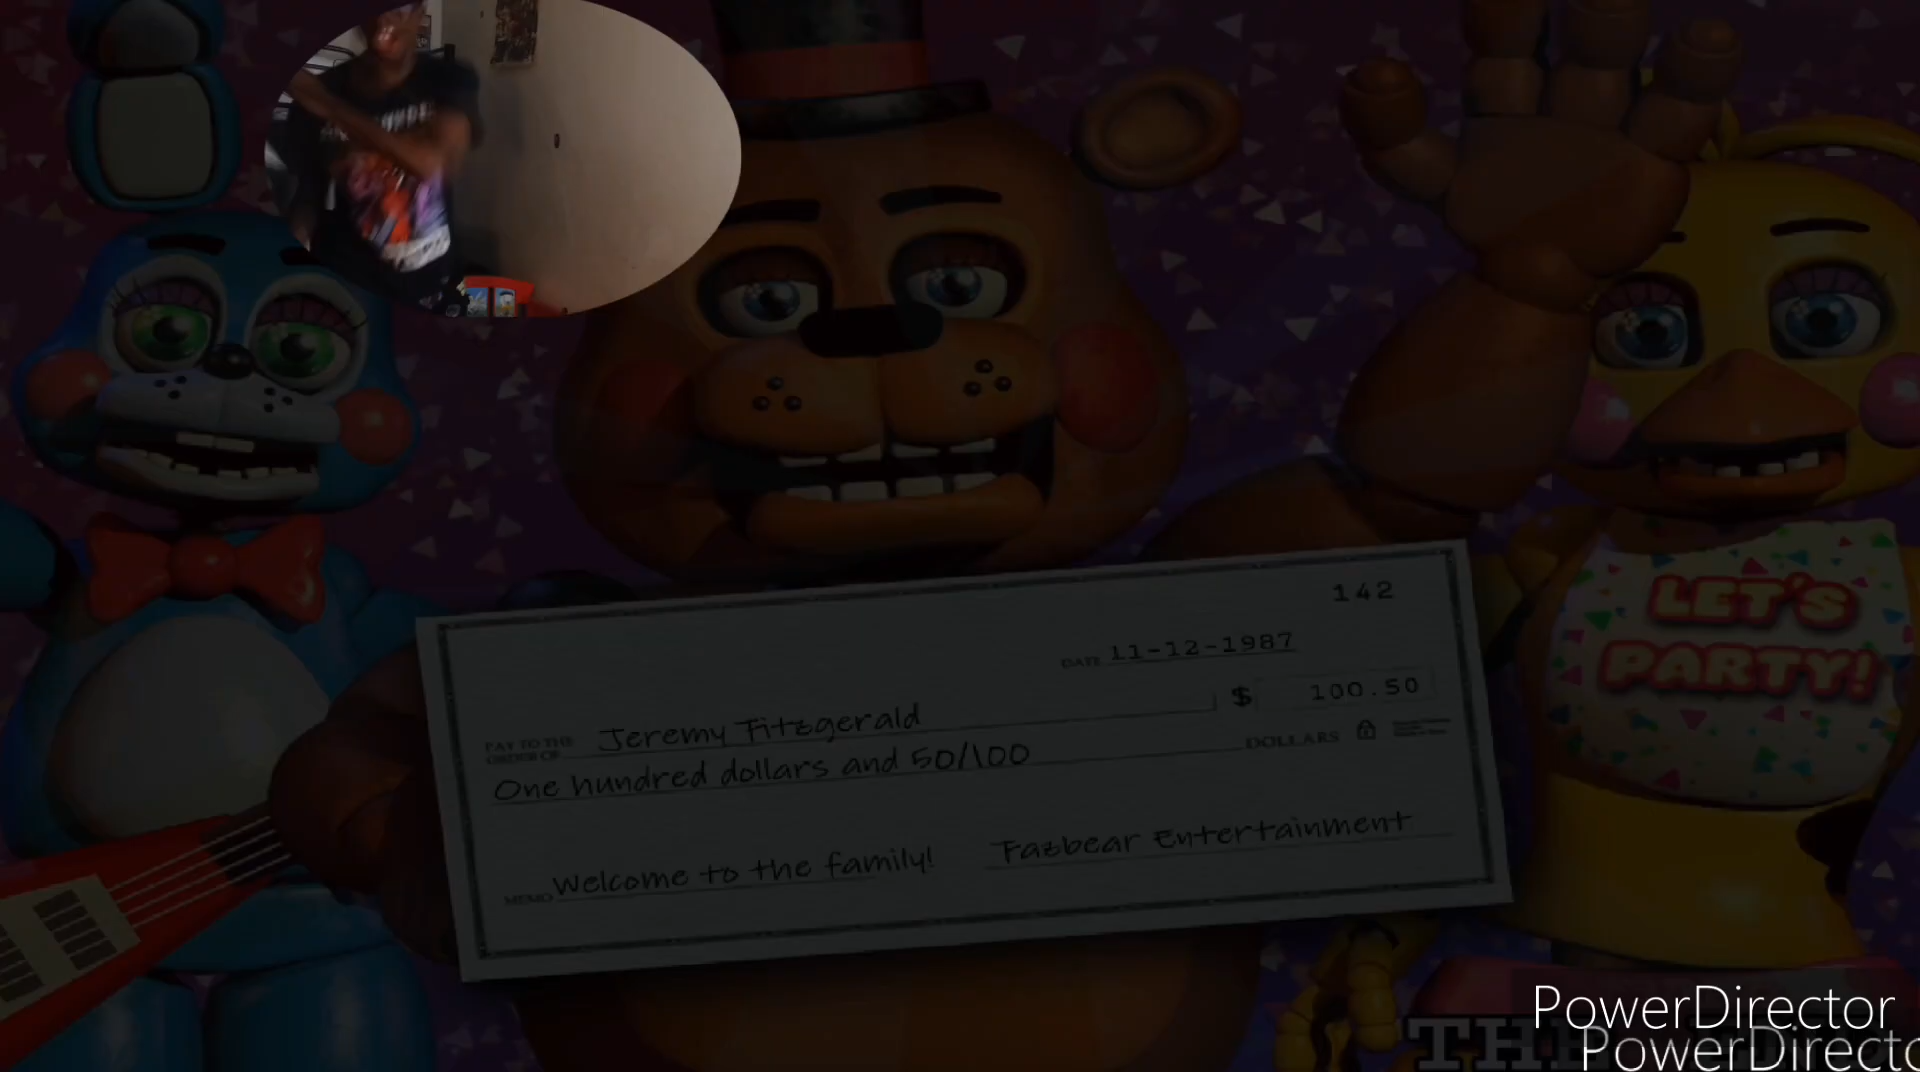 142
DATE 11-12-1987
$ 100.50
PAY TO THE
ORDER OF Jeremy Fitzgerald
One hundred dollars and 50/100 DOLLARS
MEMO Welcome to the family! Fazbear Entertainment
LET'S
PARTY!
PowerDirector
PowerDirecto